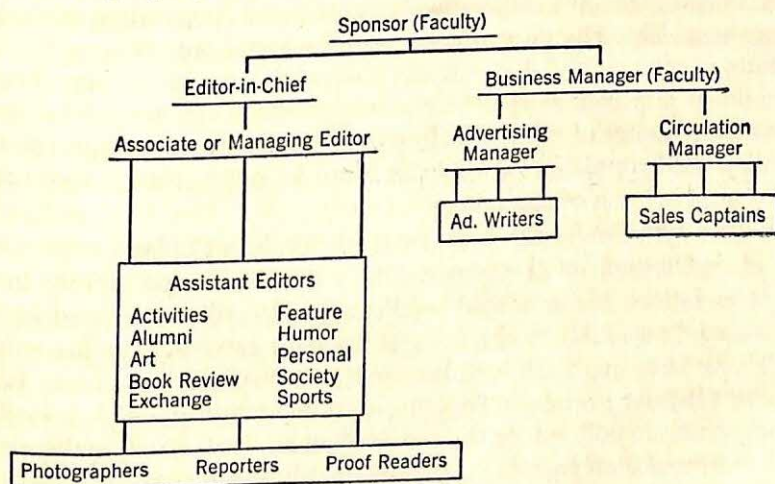 Sponsor (Faculty)
Editor-in-Chief
Business Manager (Faculty)
Associate or Managing Editor
Advertising
Manager
Circulation
Manager
Ad. Writers
Sales Captains
Assistant Editors
Activities
Alumni
Art
Book Review
Exchange
Feature
Humor
Personal
Society
Sports
Photographers
Reporters
Proof Readers